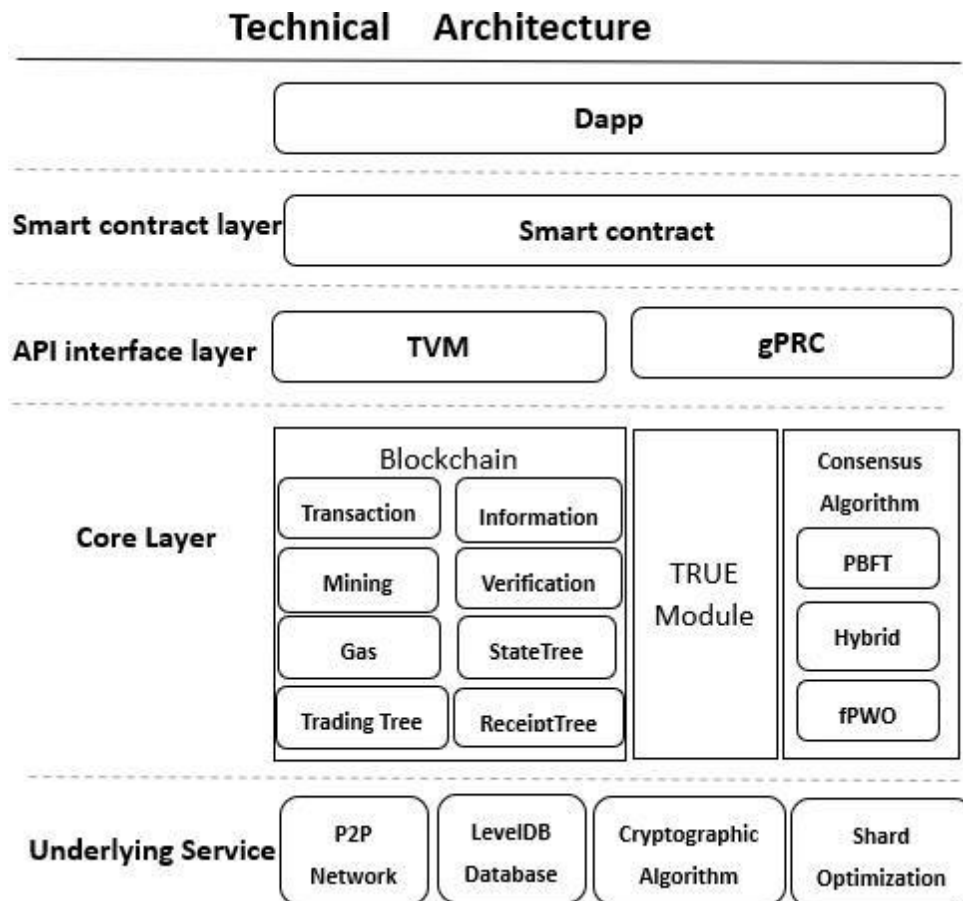 Technical Architecture
Dapp
Smart contract layer
Smart contract
API interface layer
TVM
gPRC
Core Layer
Blockchain
Transaction
Information
Mining
Verification
Gas
StateTree
Trading Tree
ReceiptTree
TRUE
Module
Consensus
Algorithm
PBFT
Hybrid
fPWO
Underlying Service
P2P
Network
LevelDB
Database
Cryptographic
Algorithm
Shard
Optimization